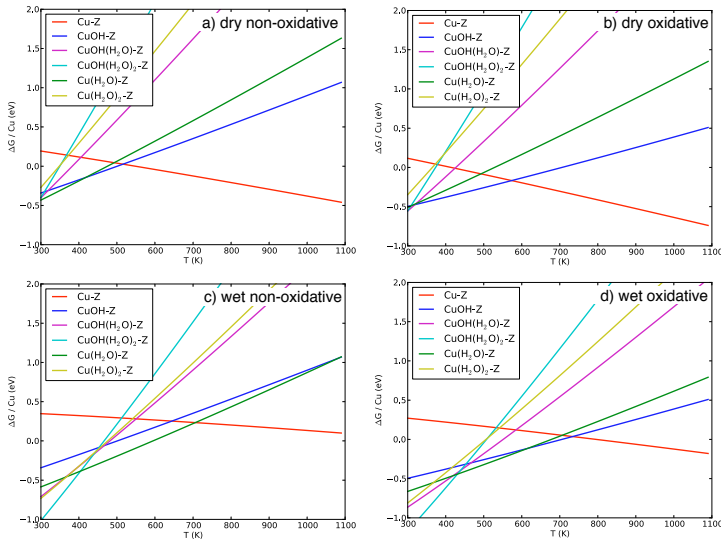 a) dry non-oxidative
Cu-Z
CuOH-Z
CuOH(H₂O)-Z
CuOH(H₂O)₂-Z
Cu(H₂O)-Z
Cu(H₂O)₂-Z
2.0
1.5
1.0
0.5
0.0
−0.5
−1.0
ΔG / Cu (eV)
300 400 500 600 700 800 900 1000 1100
T (K)
b) dry oxidative
Cu-Z
CuOH-Z
CuOH(H₂O)-Z
CuOH(H₂O)₂-Z
Cu(H₂O)-Z
Cu(H₂O)₂-Z
2.0
1.5
1.0
0.5
0.0
−0.5
−1.0
ΔG / Cu (eV)
300 400 500 600 700 800 900 1000 1100
T (K)
c) wet non-oxidative
Cu-Z
CuOH-Z
CuOH(H₂O)-Z
CuOH(H₂O)₂-Z
Cu(H₂O)-Z
Cu(H₂O)₂-Z
2.0
1.5
1.0
0.5
0.0
−0.5
−1.0
ΔG / Cu (eV)
300 400 500 600 700 800 900 1000 1100
T (K)
d) wet oxidative
Cu-Z
CuOH-Z
CuOH(H₂O)-Z
CuOH(H₂O)₂-Z
Cu(H₂O)-Z
Cu(H₂O)₂-Z
2.0
1.5
1.0
0.5
0.0
−0.5
−1.0
ΔG / Cu (eV)
300 400 500 600 700 800 900 1000 1100
T (K)